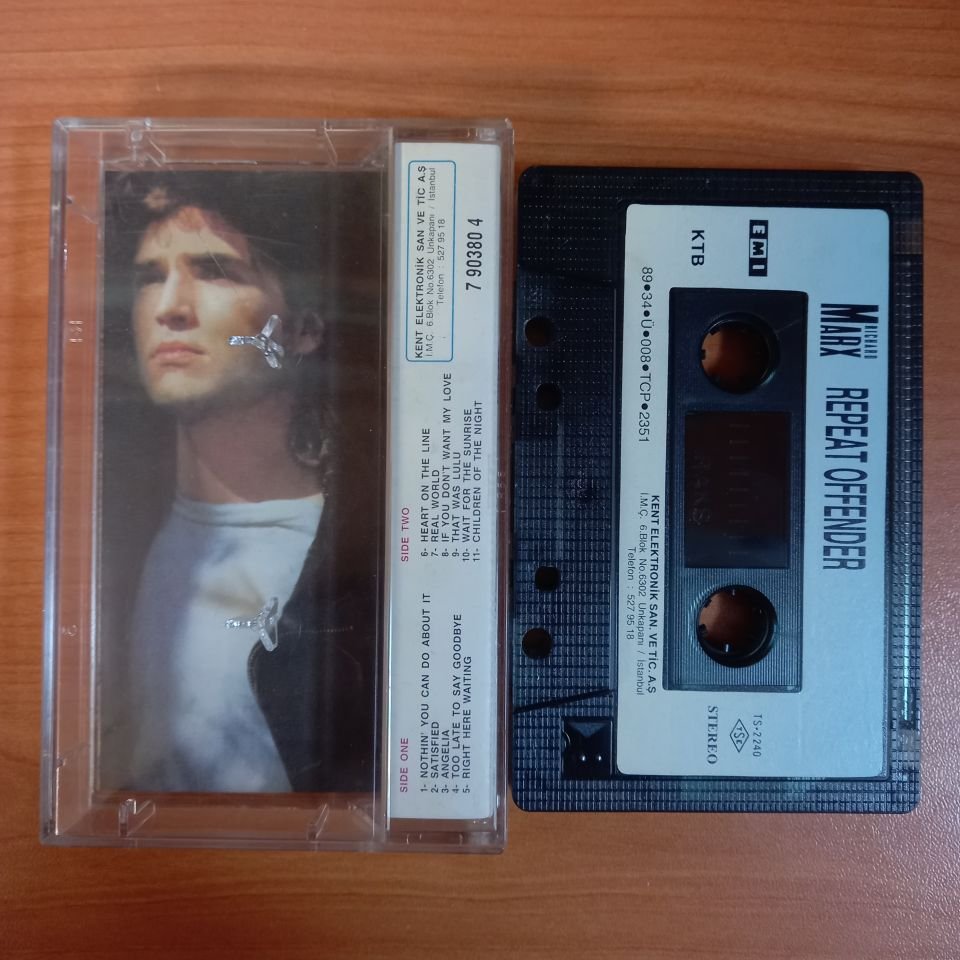 KENT ELEKTRONİK SAN VE TİC A.Ş
I.M.Ç. 6.Blok No.6302 Unkapanı / İstanbul
Telefon : 527 95 18
7 90380 4
SIDE ONE
1- NOTHIN' YOU CAN DO ABOUT IT
2- SATISFIED
3- ANGELIA
4- TOO LATE TO SAY GOODBYE
5- RIGHT HERE WAITING
SIDE TWO
6- HEART ON THE LINE
7- REAL WORLD
8- IF YOU DON'T WANT MY LOVE
9- THAT WAS LULU
10- WAIT FOR THE SUNRISE
11- CHILDREN OF THE NIGHT
RICHARD
MARX REPEAT OFFENDER
EMI
KTB
89•34•Ü•008•TCP•2351
KENT ELEKTRONİK SAN. VE TİC. A.Ş
I.M.Ç. 6.Blok No.6302 Unkapanı / İstanbul
Telefon : 527 95 18
TS-2240
TSE
STEREO